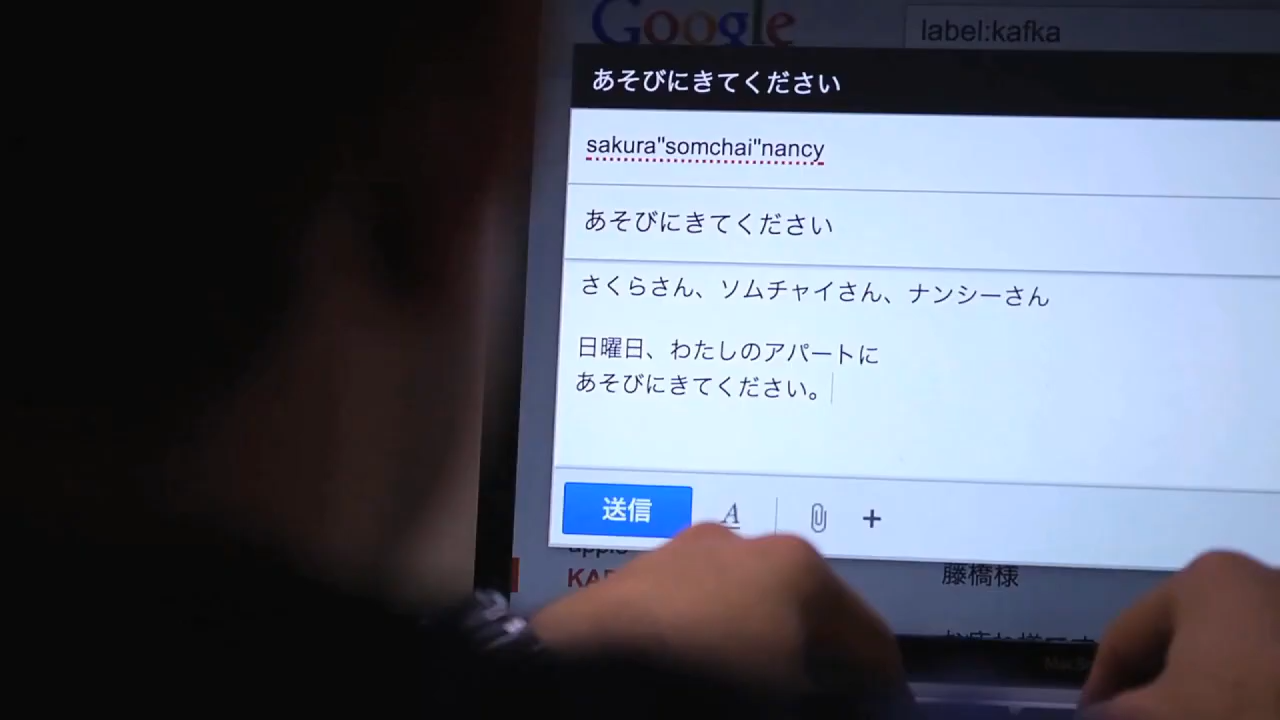 Google
label:kafka
あそびにきてください
sakura"somchai"nancy
あそびにきてください
さくらさん、ソムチャイさん、ナンシーさん
日曜日、わたしのアパートに
あそびにきてください。
送信
A
apple
藤橋様